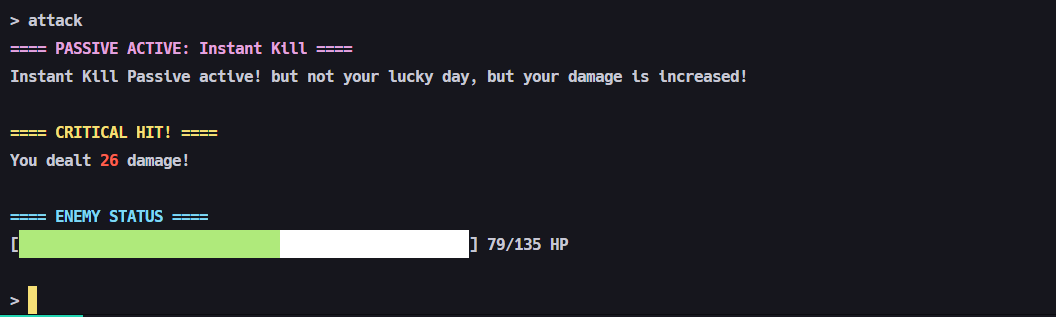 > attack
==== PASSIVE ACTIVE: Instant Kill ====
Instant Kill Passive active! but not your lucky day, but your damage is increased!
==== CRITICAL HIT! ====
You dealt 26 damage!
==== ENEMY STATUS ====
[] 79/135 HP
>